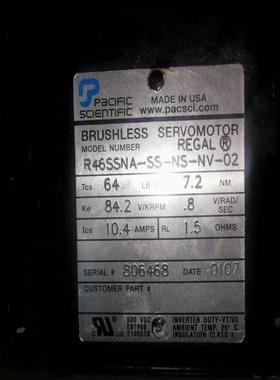 PACIFIC
SCIENTIFIC
MADE IN USA
www.pacsci.com
BRUSHLESS SERVOMOTOR
MODEL NUMBER REGAL ®
R46SSNA-SS-NS-NV-02
Tcs 64 LB 7.2 NM
Ke 84.2 V/KRPM .8 V/RAD/SEC
Ics 10.4 AMPS RL 1.5 OHMS
SERIAL # 806468 DATE 0107
CUSTOMER PART #
600 VDC INVERTER DUTY-VT/VS
AMBIENT TEMP. 25° C
INSULATION CLASS